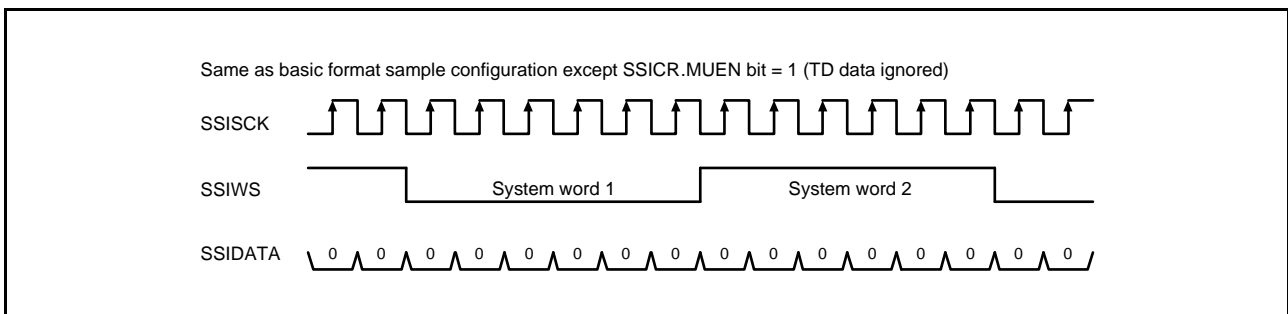 Same as basic format sample configuration except SSICR.MUEN bit = 1 (TD data ignored)
SSISCK
SSIWS System word 1 System word 2
SSIDATA 0 0 0 0 0 0 0 0 0 0 0 0 0 0 0 0